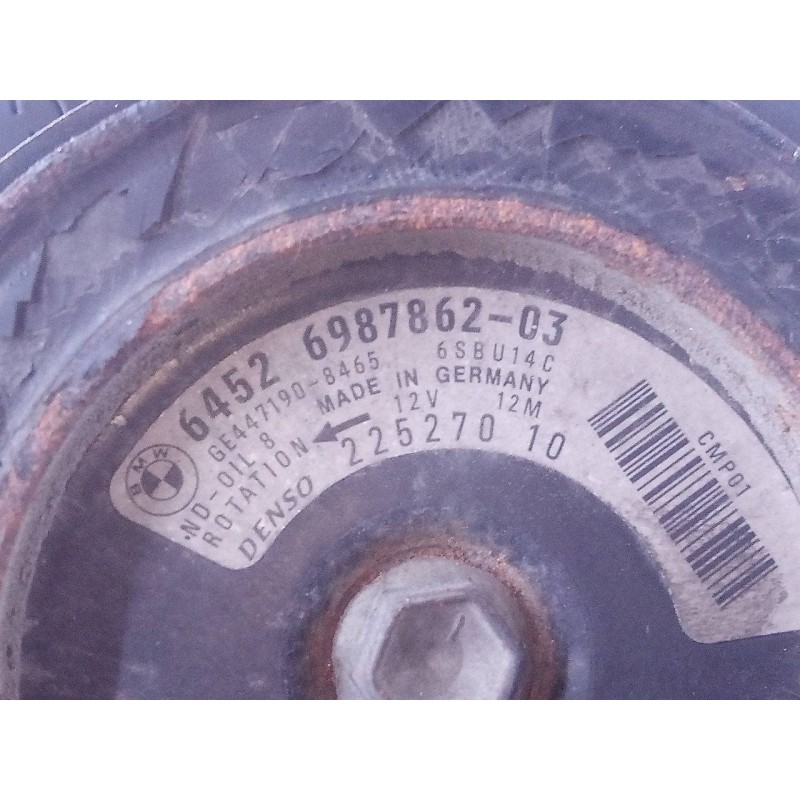 BMW
6452 6987862-03
GE447190-8465 6SBU14C
ND-OIL 8 MADE IN GERMANY
ROTATION 12V 12M
DENSO 225270 10
CMP01